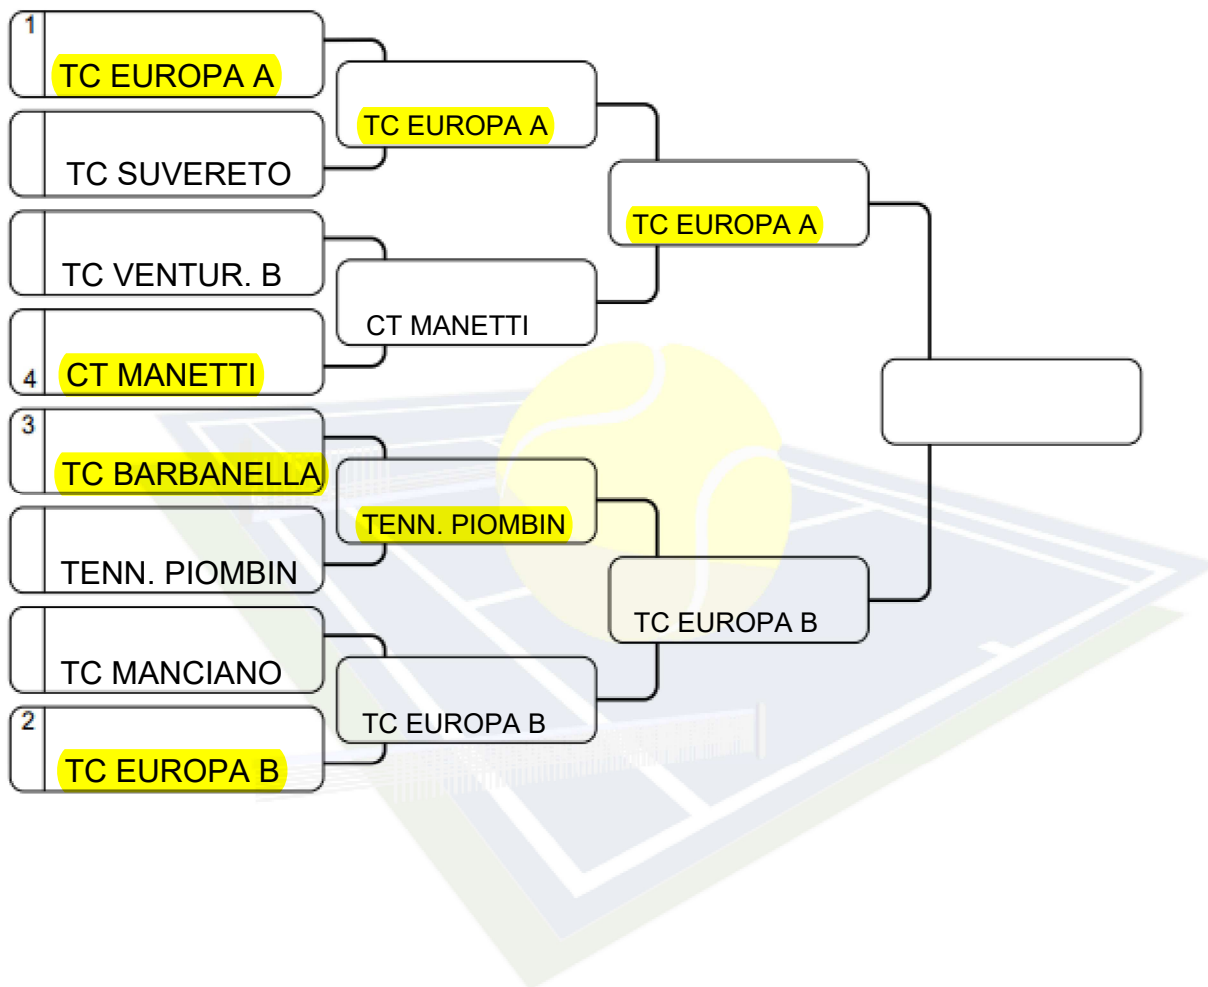 1
TC EUROPA A
TC SUVERETO
TC VENTUR. B
4 CT MANETTI
3
TC BARBANELLA
TENN. PIOMBIN
TC MANCIANO
2
TC EUROPA B
TC EUROPA A
CT MANETTI
TENN. PIOMBIN
TC EUROPA B
TC EUROPA A
TC EUROPA B